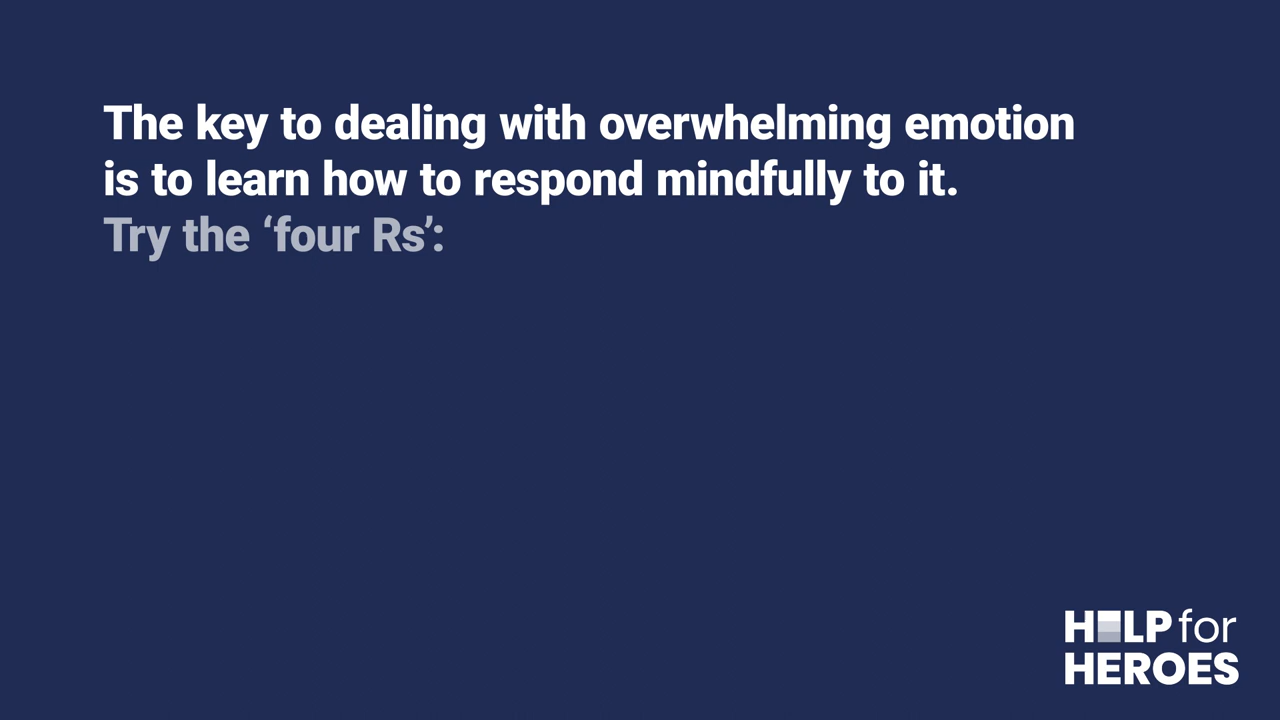 The key to dealing with overwhelming emotion
is to learn how to respond mindfully to it.
Try the ‘four Rs’:
HELP for
HEROES